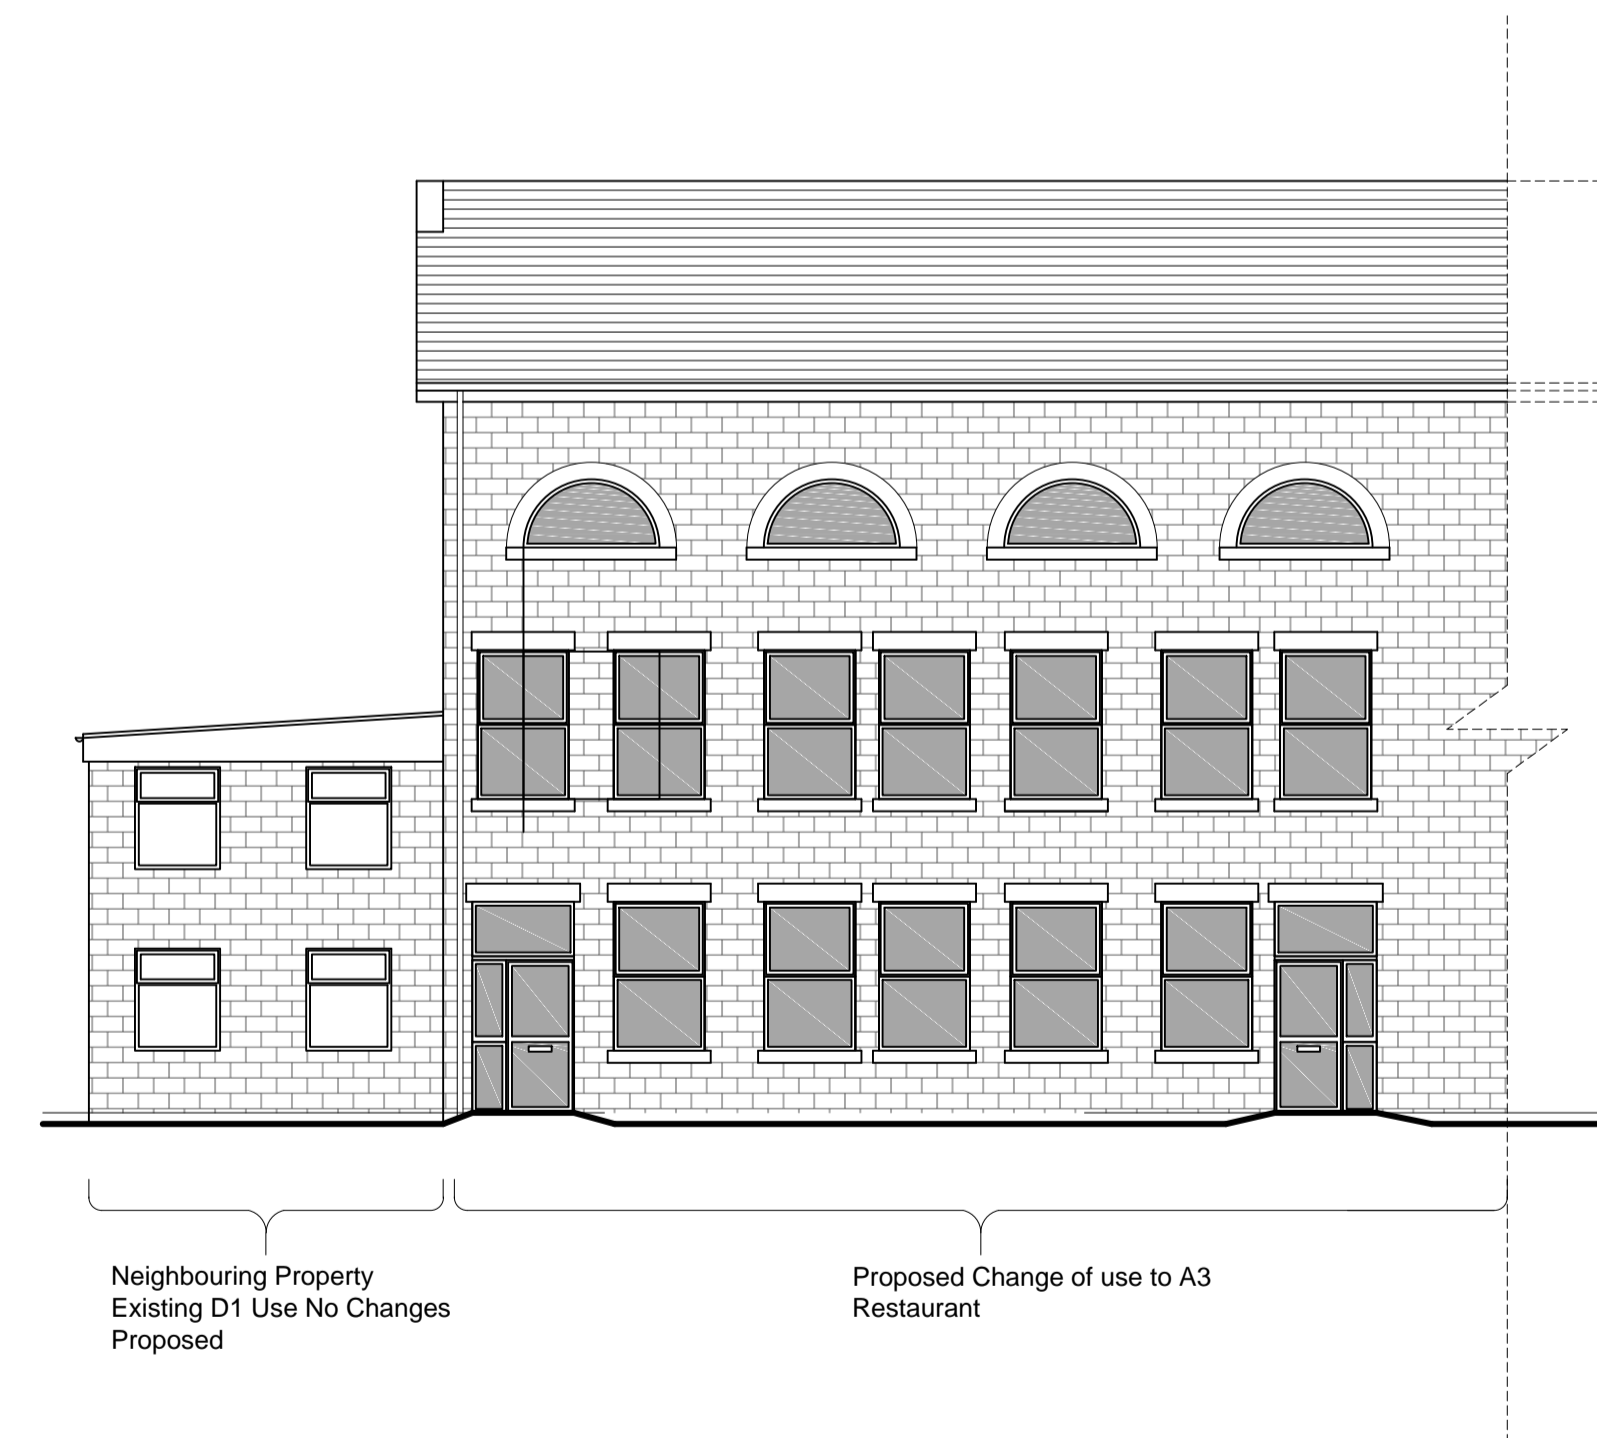 Neighbouring Property
Existing D1 Use No Changes
Proposed
Proposed Change of use to A3
Restaurant